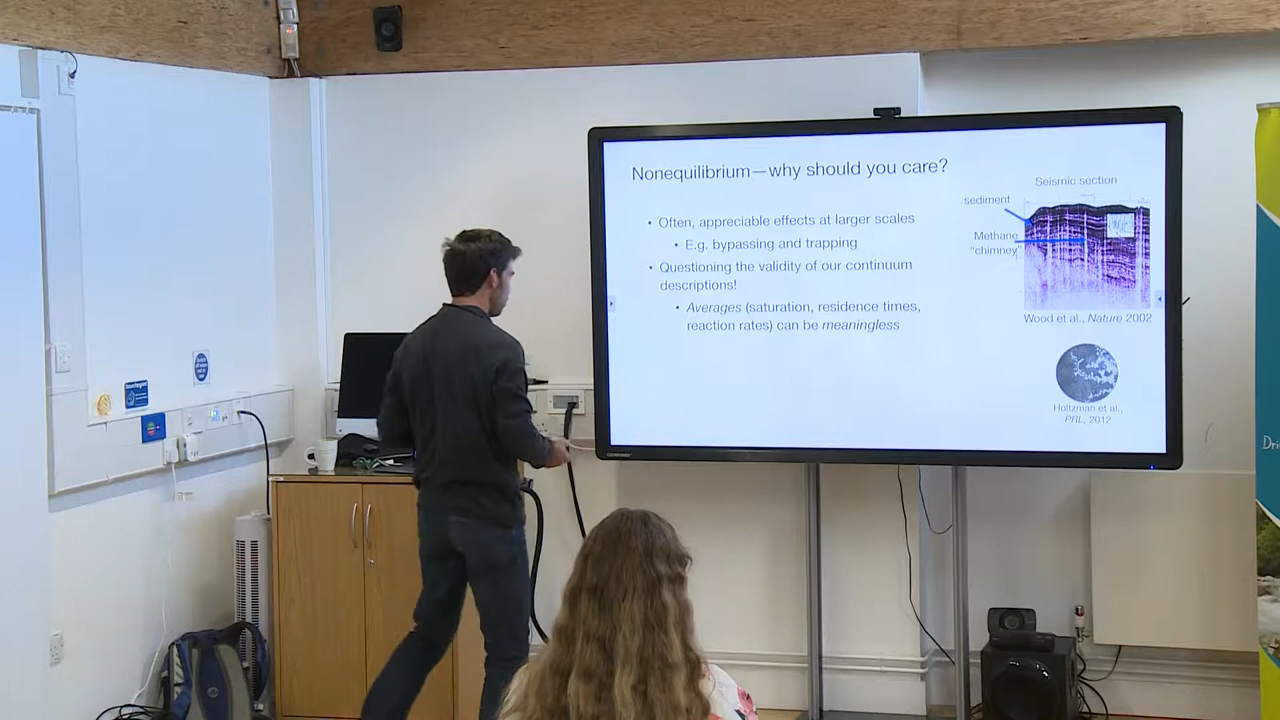 Nonequilibrium—why should you care?
• Often, appreciable effects at larger scales
• E.g. bypassing and trapping
• Questioning the validity of our continuum
descriptions!
• Averages (saturation, residence times,
reaction rates) can be meaningless
Seismic section
sediment
Methane
“chimney”
Wood et al., Nature 2002
Holtzman et al.,
PRL, 2012
Dri